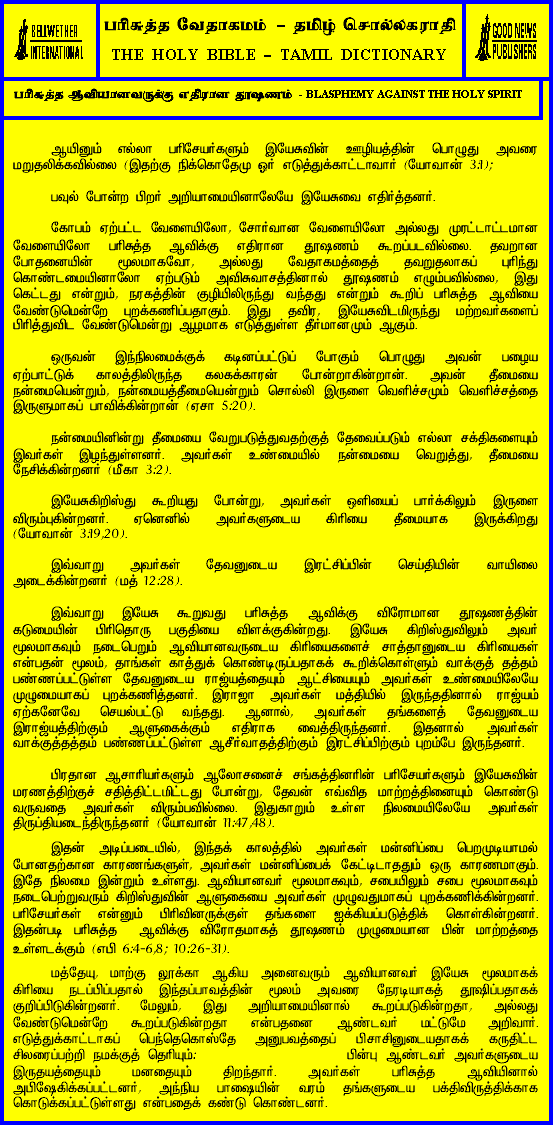 BELLWETHER
INTERNATIONAL
பரிசுத்த வேதாகமம் – தமிழ் சொல்லகராதி
THE HOLY BIBLE – TAMIL DICTIONARY
GOOD NEWS
PUBLISHERS
பரிசுத்த ஆவியானவருக்கு எதிரான தூஷணம் - BLASPHEMY AGAINST THE HOLY SPIRIT
ஆயினும் எல்லா பரிசேயர்களும் இயேசுவின் ஊழியத்தின் பொழுது அவரை
மறுதலிக்கவில்லை (இதற்கு நிக்கொதேமு ஓர் எடுத்துக்காட்டாவார் (யோவான் 3:1);
பவுல் போன்ற பிறர் அறியாமையினாலேயே இயேசுவை எதிர்த்தனர்.
கோபம் ஏற்பட்ட வேளையிலோ, சோர்வான வேளையிலோ அல்லது முரட்டாட்டமான
வேளையிலோ பரிசுத்த ஆவிக்கு எதிரான தூஷணம் கூறப்படவில்லை. தவறான
போதனையின் மூலமாகவோ, அல்லது வேதாகமத்தைத் தவறுதலாகப் புரிந்து
கொண்டமையினாலோ ஏற்படும் அவிசுவாசத்தினால் தூஷணம் எழும்பவில்லை, இது
கெட்டது என்றும், நரகத்தின் குழியிலிருந்து வந்தது என்றும் கூறிப் பரிசுத்த ஆவியை
வேண்டுமென்றே புறக்கணிப்பதாகும். இது தவிர, இயேசுவிடமிருந்து மற்றவர்களைப்
பிரித்துவிட வேண்டுமென்று ஆழமாக எடுத்துள்ள தீர்மானமும் ஆகும்.
ஒருவன் இந்நிலமைக்குக் கடினப்பட்டுப் போகும் பொழுது அவன் பழைய
ஏற்பாட்டுக் காலத்திலிருந்த கலகக்காரன் போன்றாகின்றான். அவன் தீமையை
நன்மையென்றும், நன்மையத்தீமையென்றும் சொல்லி இருளை வெளிச்சமும் வெளிச்சத்தை
இருளுமாகப் பாவிக்கின்றான் (ஏசா 5:20).
நன்மையினின்று தீமையை வேறுபடுத்துவதற்குத் தேவைப்படும் எல்லா சக்திகளையும்
இவர்கள் இழந்துள்ளனர். அவர்கள் உண்மையில் நன்மையை வெறுத்து, தீமையை
நேசிக்கின்றனர் (மீகா 3:2).
இயேசுகிறிஸ்து கூறியது போன்று, அவர்கள் ஒளியைப் பார்க்கிலும் இருளை
விரும்புகின்றனர். ஏனெனில் அவர்களுடைய கிரியை தீமையாக இருக்கிறது
(யோவான் 3:19,20).
இவ்வாறு அவர்கள் தேவனுடைய இரட்சிப்பின் செய்தியின் வாயிலை
அடைக்கின்றனர் (மத் 12:28).
இவ்வாறு இயேசு கூறுவது பரிசுத்த ஆவிக்கு விரோமான தூஷணத்தின்
கடுமையின் பிரிதொரு பகுதியை விளக்குகின்றது. இயேசு கிறிஸ்துவிலும் அவர்
மூலமாகவும் நடைபெறும் ஆவியானவருடைய கிரியைகளைச் சாத்தானுடைய கிரியைகள்
என்பதன் மூலம், தாங்கள் காத்துக் கொண்டிருப்பதாகக் கூறிக்கொள்ளும் வாக்குத் தத்தம்
பண்ணப்பட்டுள்ள தேவனுடைய ராஜ்யத்தையும் ஆட்சியையும் அவர்கள் உண்மையிலேயே
முழுமையாகப் புறக்கணித்தனர். இராஜா அவர்கள் மத்தியில் இருந்ததினால் ராஜ்யம்
ஏற்கனேவே செயல்பட்டு வந்தது. ஆனால், அவர்கள் தங்களைத் தேவனுடைய
இராஜ்யத்திற்கும் ஆளுகைக்கும் எதிராக வைத்திருந்தனர். இதனால் அவர்கள்
வாக்குத்தத்தம் பண்ணப்பட்டுள்ள ஆசீர்வாதத்திற்கும் இரட்சிப்பிற்கும் புறம்பே இருந்தனர்.
பிரதான ஆசாரியர்களும் ஆலோசனைச் சங்கத்தினரின் பரிசேயர்களும் இயேசுவின்
மரணத்திற்குச் சதித்திட்டமிட்டது போன்று, தேவன் எவ்வித மாற்றத்தினையும் கொண்டு
வருவதை அவர்கள் விரும்பவில்லை. இதுகாறும் உள்ள நிலமையிலேயே அவர்கள்
திருப்தியடைந்திருந்தனர் (யோவான் 11:47,48).
இதன் அடிப்படையில், இந்தக் காலத்தில் அவர்கள் மன்னிப்பை பெறமுடியாமல்
போனதற்கான காரணங்களுள், அவர்கள் மன்னிப்பைக் கேட்டிடாததும் ஒரு காரணமாகும்.
இதே நிலமை இன்றும் உள்ளது. ஆவியானவர் மூலமாகவும், சபையிலும் சபை மூலமாகவும்
நடைபெற்றுவரும் கிறிஸ்துவின் ஆளுகையை அவர்கள் முழுவதுமாகப் புறக்கணிக்கின்றனர்.
பரிசேயர்கள் என்னும் பிரிவினருக்குள் தங்களை ஐக்கியப்படுத்திக் கொள்கின்றனர்.
இதன்படி பரிசுத்த ஆவிக்கு விரோதமாகத் தூஷணம் முழுமையான பின் மாற்றத்தை
உள்ளடக்கும் (எபி 6:4-6,8; 10:26-31).
மத்தேயு, மாற்கு லூக்கா ஆகிய அனைவரும் ஆவியானவர் இயேசு மூலமாகக்
கிரியை நடப்பிப்பதால் இந்தப்பாவத்தின் மூலம் அவரை நேரடியாகத் தூஷிப்பதாகக்
குறிப்பிடுகின்றனர். மேலும், இது அறியாமையினால் கூறப்படுகின்றதா, அல்லது
வேண்டுமென்றே கூறப்படுகின்றதா என்பதனை ஆண்டவர் மட்டுமே அறிவார்.
எடுத்துக்காட்டாகப் பெந்தெகொஸ்தே அனுபவத்தைப் பிசாசினுடையதாகக் கருதிட்ட
சிலரைப்பற்றி நமக்குத் தெரியும்: பின்பு ஆண்டவர் அவர்களுடைய
இருதயத்தையும் மனதையும் திறந்தார். அவர்கள் பரிசுத்த ஆவியினால்
அபிஷேகிக்கப்பட்டனர், அந்நிய பாஷையின் வரம் தங்களுடைய பக்திவிருத்திக்காக
கொடுக்கப்பட்டுள்ளது என்பதைக் கண்டு கொண்டனர்.